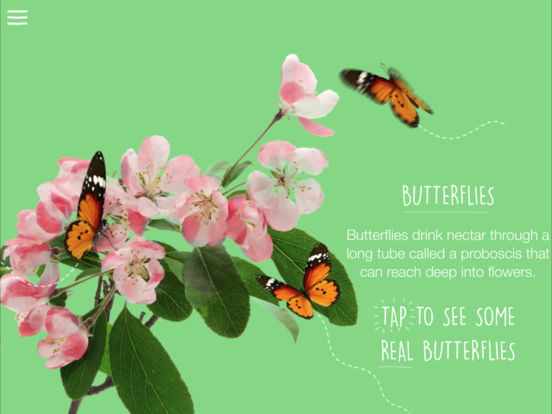 BUTTERFLIES
Butterflies drink nectar through a
long tube called a proboscis that
can reach deep into flowers.
TAP TO SEE SOME
REAL BUTTERFLIES